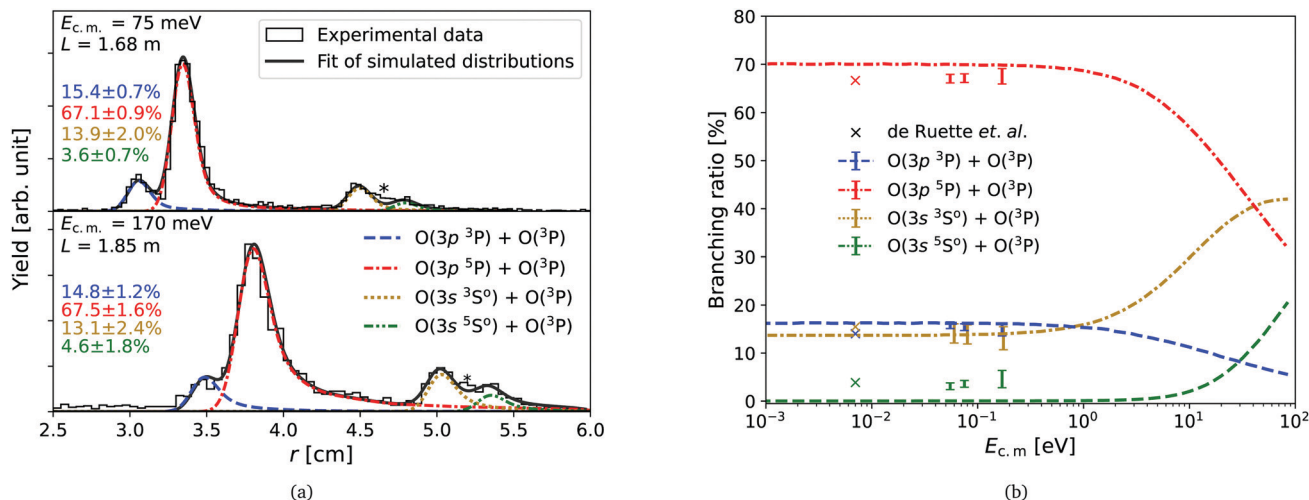 E_c.m. = 75 meV
L = 1.68 m
Experimental data
Fit of simulated distributions
15.4±0.7%
67.1±0.9%
13.9±2.0%
3.6±0.7%
*
E_c.m. = 170 meV
L = 1.85 m
O(3p ³P) + O(³P)
O(3p ⁵P) + O(³P)
O(3s ³Sᵒ) + O(³P)
O(3s ⁵Sᵒ) + O(³P)
14.8±1.2%
67.5±1.6%
13.1±2.4%
4.6±1.8%
*
Yield [arb. unit]
2.5 3.0 3.5 4.0 4.5 5.0 5.5 6.0
r [cm]
(a)
Branching ratio [%]
80
70
60
50
40
30
20
10
0
de Ruette et. al
O(3p ³P) + O(³P)
O(3p ⁵P) + O(³P)
O(3s ³Sᵒ) + O(³P)
O(3s ⁵Sᵒ) + O(³P)
10⁻³ 10⁻² 10⁻¹ 10⁰ 10¹ 10²
E_c.m [eV]
(b)